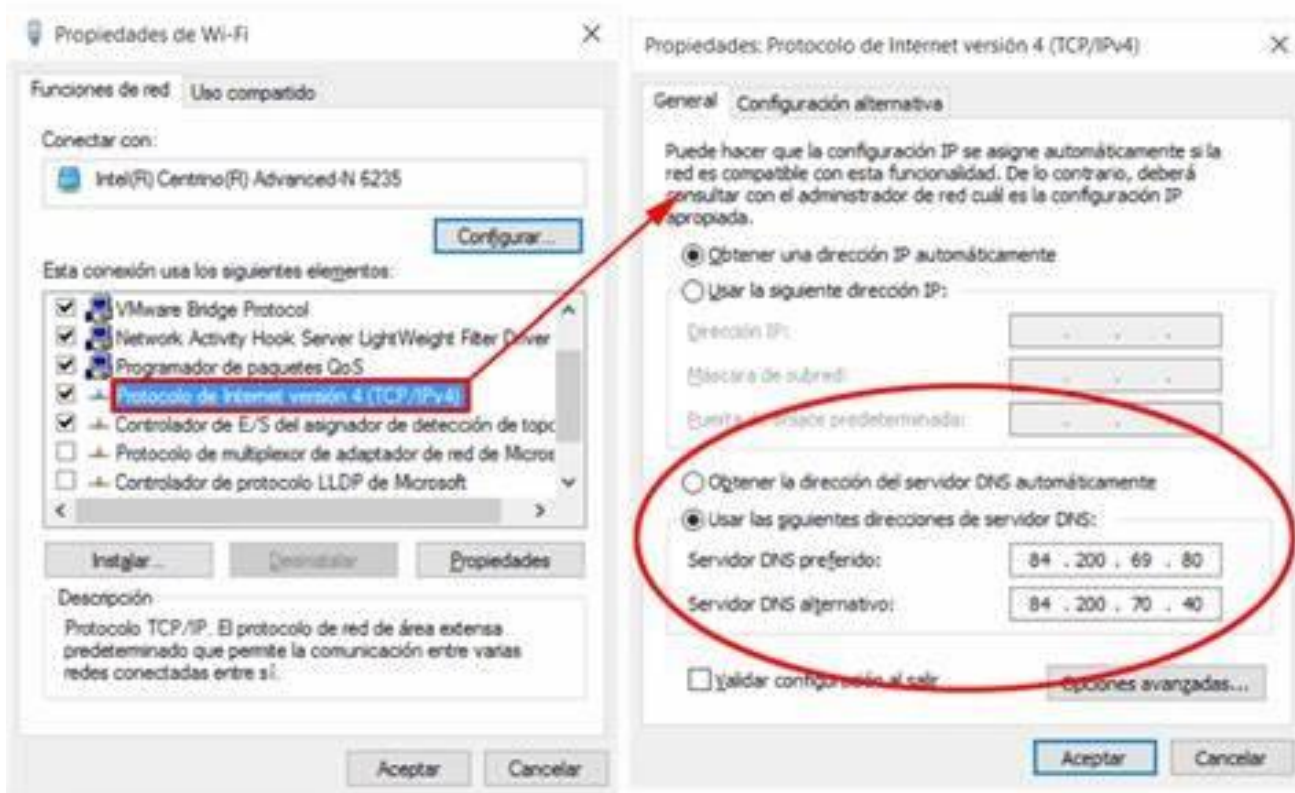 Propiedades de Wi-Fi
Funciones de red
Uso compartido
Conectar con:
Intel(R) Centrino(R) Advanced-N 6235
Configurar...
Esta conexión usa los siguientes elementos:
VMware Bridge Protocol
Network Activity Hook Server LightWeight Filter Driver
Programador de paquetes QoS
Protocolo de Internet versión 4 (TCP/IPv4)
Controlador de E/S del asignador de detección de topo
Protocolo de multiplexor de adaptador de red de Micros
Controlador de protocolo LLDP de Microsoft
Instalar...
Desinstalar
Propiedades
Descripción
Protocolo TCP/IP. El protocolo de red de área extensa
predeterminado que permite la comunicación entre varias
redes conectadas entre sí.
Aceptar
Cancelar
Propiedades: Protocolo de Internet versión 4 (TCP/IPv4)
General
Configuración alternativa
Puede hacer que la configuración IP se asigne automáticamente si la
red es compatible con esta funcionalidad. De lo contrario, deberá
consultar con el administrador de red cuál es la configuración IP
apropiada.
Obtener una dirección IP automáticamente
Usar la siguiente dirección IP:
Dirección IP:
Máscara de subred:
Puerta de enlace predeterminada:
Obtener la dirección del servidor DNS automáticamente
Usar las siguientes direcciones de servidor DNS:
Servidor DNS preferido:
84 . 200 . 69 . 80
Servidor DNS alternativo:
84 . 200 . 70 . 40
Validar configuración al salir
Opciones avanzadas...
Aceptar
Cancelar